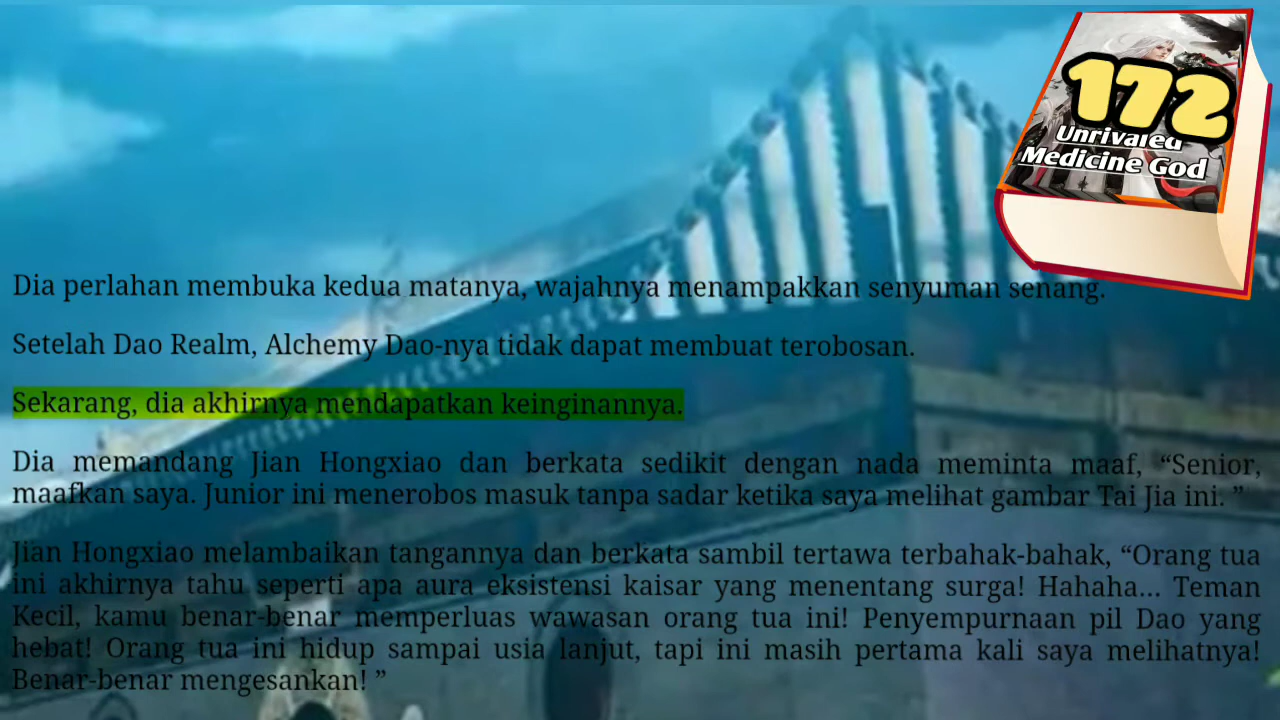 172
Unrivaled
Medicine God
Dia perlahan membuka kedua matanya, wajahnya menampakkan senyuman senang.
Setelah Dao Realm, Alchemy Dao-nya tidak dapat membuat terobosan.
Sekarang, dia akhirnya mendapatkan keinginannya.
Dia memandang Jian Hongxiao dan berkata sedikit dengan nada meminta maaf, “Senior,
maafkan saya. Junior ini menerobos masuk tanpa sadar ketika saya melihat gambar Tai Jia ini. ”
Jian Hongxiao melambaikan tangannya dan berkata sambil tertawa terbahak-bahak, “Orang tua
ini akhirnya tahu seperti apa aura eksistensi kaisar yang menentang surga! Hahaha... Teman
Kecil, kamu benar-benar memperluas wawasan orang tua ini! Penyempurnaan pil Dao yang
hebat! Orang tua ini hidup sampai usia lanjut, tapi ini masih pertama kali saya melihatnya!
Benar-benar mengesankan! ”